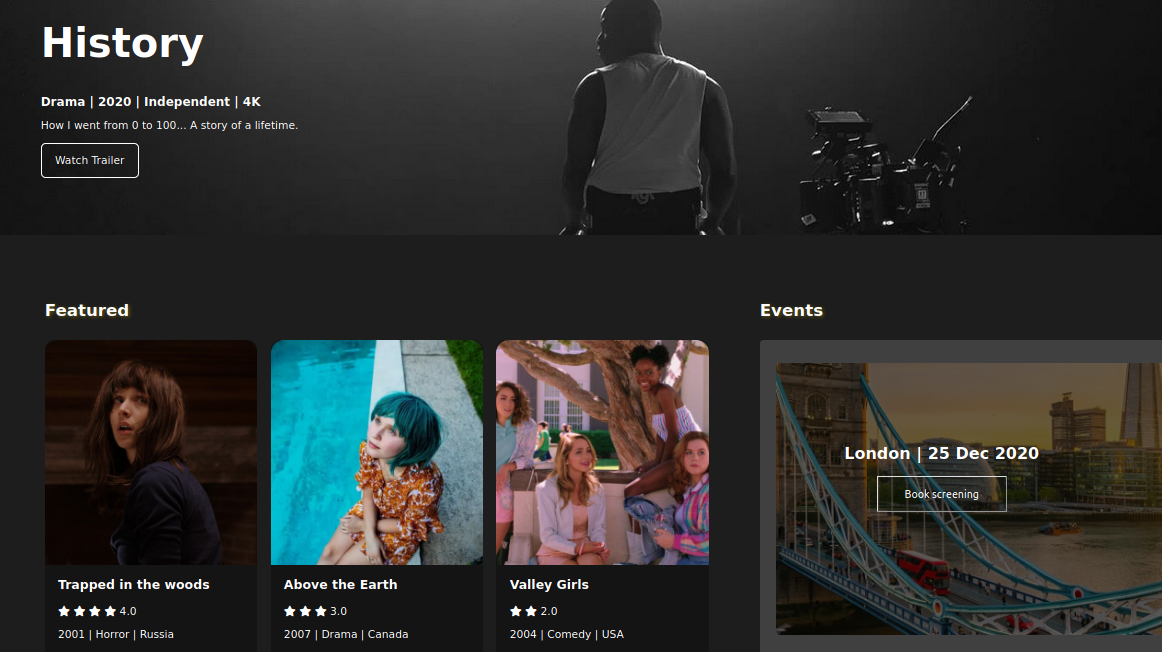 History
Drama | 2020 | Independent | 4K
How I went from 0 to 100... A story of a lifetime.
Watch Trailer
Featured
Trapped in the woods
4.0
2001 | Horror | Russia
Above the Earth
3.0
2007 | Drama | Canada
Valley Girls
2.0
2004 | Comedy | USA
Events
London | 25 Dec 2020
Book screening